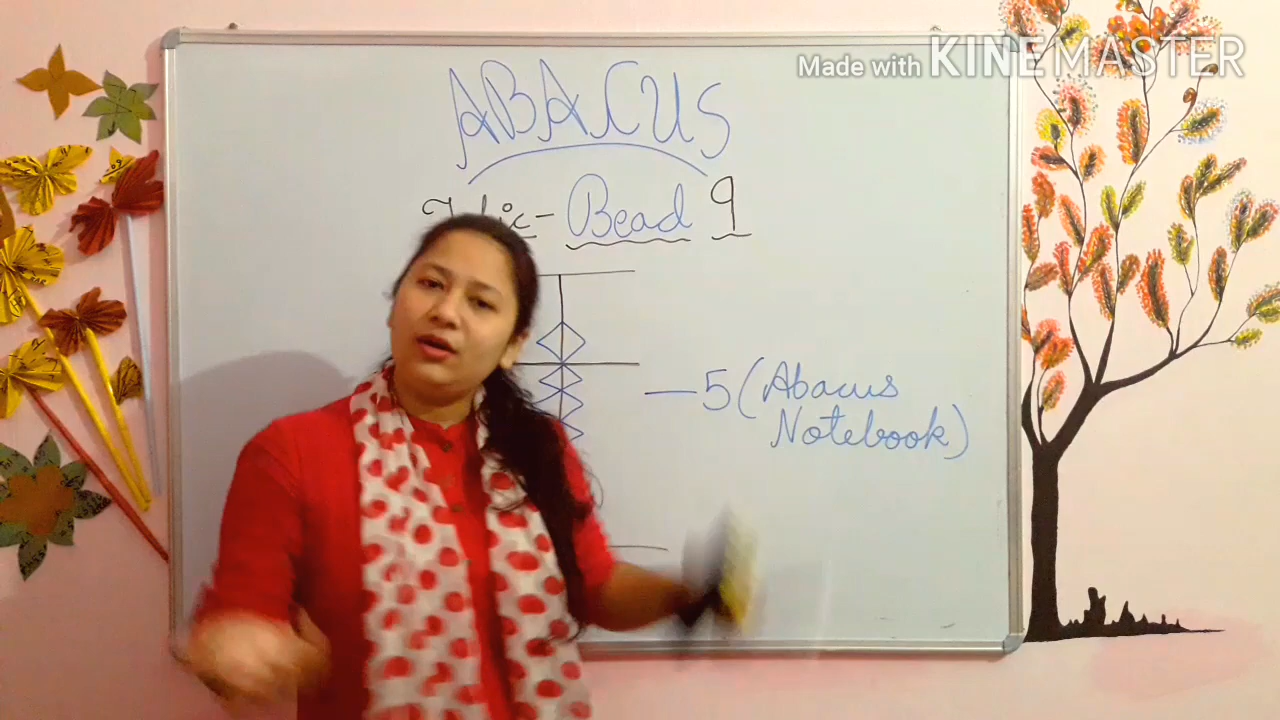 Made with KINEMASTER
ABACUS
- Bead 9
— 5 (Abacus
Notebook)